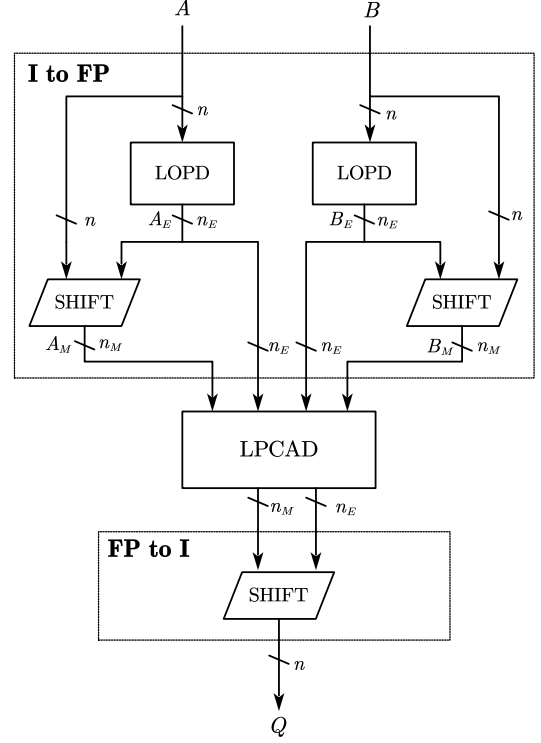 A B
I to FP
n n
LOPD LOPD
n A_E n_E B_E n_E n
SHIFT SHIFT
A_M n_M n_E n_E B_M n_M
LPCAD
n_M n_E
FP to I
SHIFT
n
Q